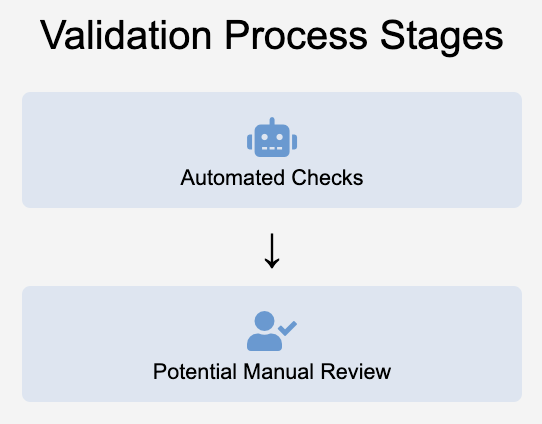 Validation Process Stages
Automated Checks
↓
Potential Manual Review